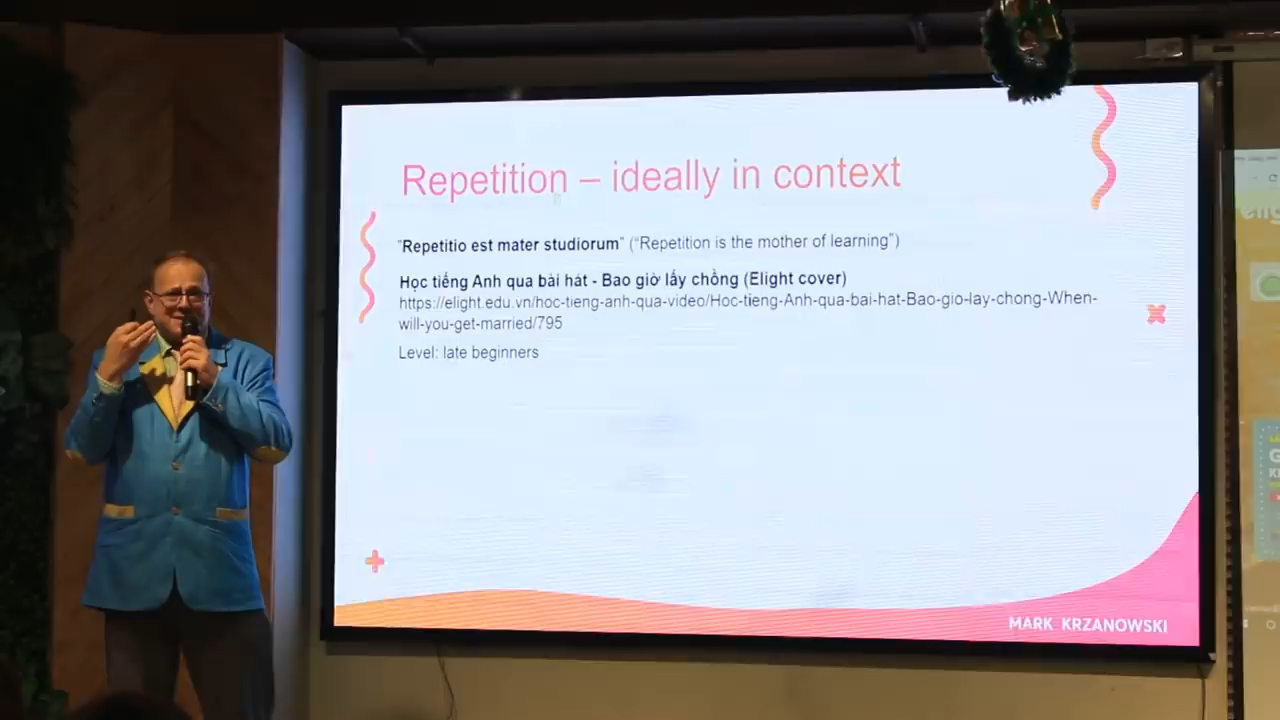 Repetition – ideally in context
"Repetitio est mater studiorum" ("Repetition is the mother of learning")
Học tiếng Anh qua bài hát - Bao giờ lấy chồng (Elight cover)
https://elight.edu.vn/hoc-tieng-anh-qua-video/Hoc-tieng-Anh-qua-bai-hat-Bao-gio-lay-chong-When-
will-you-get-married/795
Level: late beginners
MARK KRZANOWSKI